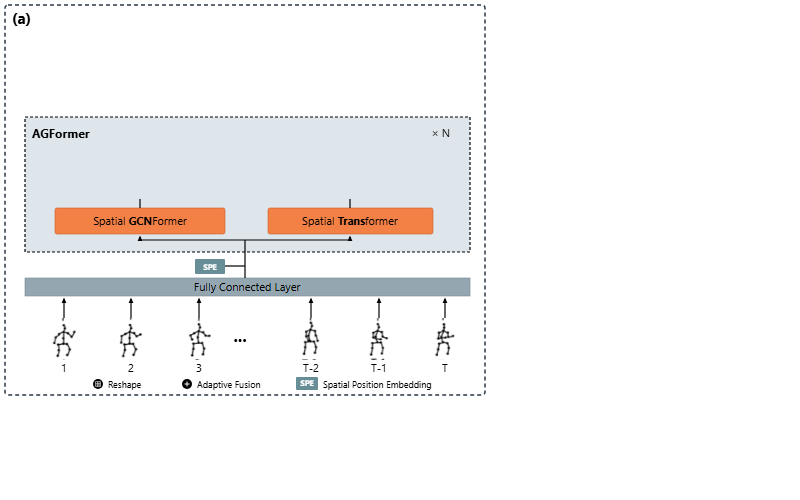 (a)
AGFormer
× N
Spatial GCNFormer
Spatial Transformer
SPE
Fully Connected Layer
...
1
2
3
T-2
T-1
T
Reshape
Adaptive Fusion
SPE
Spatial Position Embedding